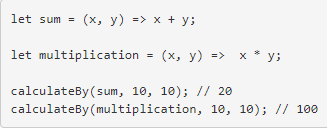 let sum = (x, y) => x + y;
let multiplication = (x, y) =>  x * y;
calculateBy(sum, 10, 10); // 20
calculateBy(multiplication, 10, 10); // 100